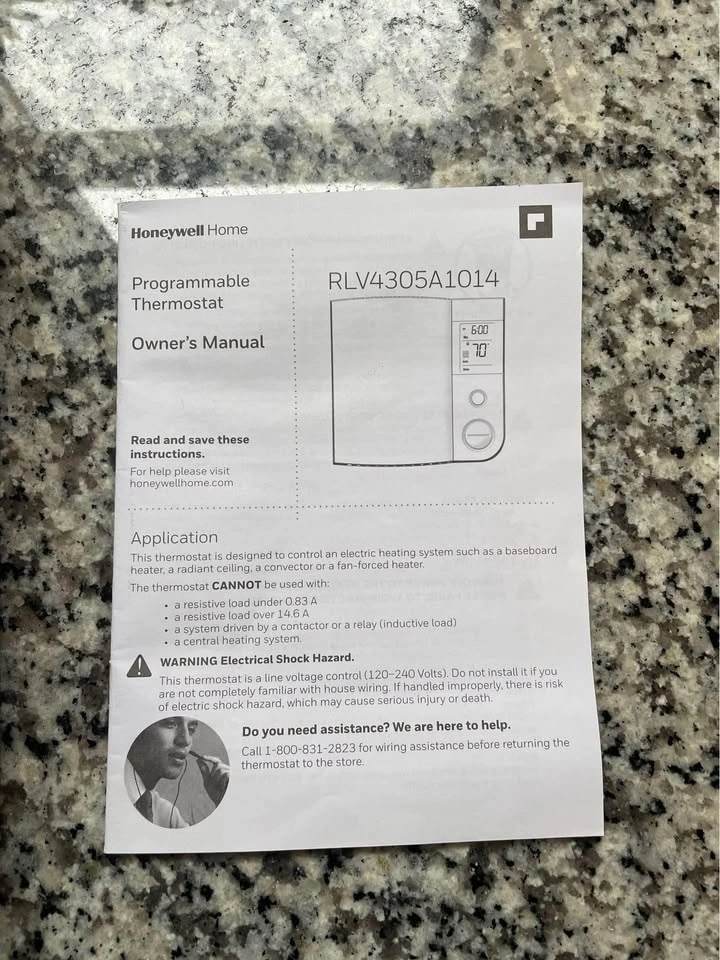 Honeywell Home
Programmable
Thermostat
Owner's Manual
RLV4305A1014
6:00
70°
Read and save these
instructions.
For help please visit
honeywellhome.com
Application
This thermostat is designed to control an electric heating system such as a baseboard
heater, a radiant ceiling, a convector or a fan-forced heater.
The thermostat CANNOT be used with:
• a resistive load under 0.83 A
• a resistive load over 14.6 A
• a system driven by a contactor or a relay (inductive load)
• a central heating system.
WARNING Electrical Shock Hazard.
This thermostat is a line voltage control (120–240 Volts). Do not install it if you
are not completely familiar with house wiring. If handled improperly, there is risk
of electric shock hazard, which may cause serious injury or death.
Do you need assistance? We are here to help.
Call 1-800-831-2823 for wiring assistance before returning the
thermostat to the store.